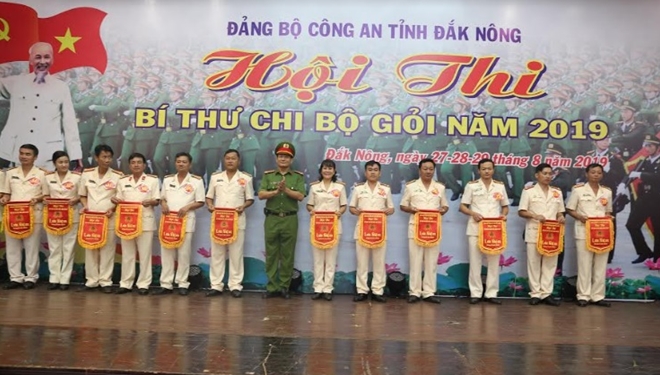 ĐẢNG BỘ CÔNG AN TỈNH ĐẮK NÔNG
Hội Thi
BÍ THƯ CHI BỘ GIỎI NĂM 2019
Đắk Nông, ngày 27-28-29 tháng 8 năm 2019